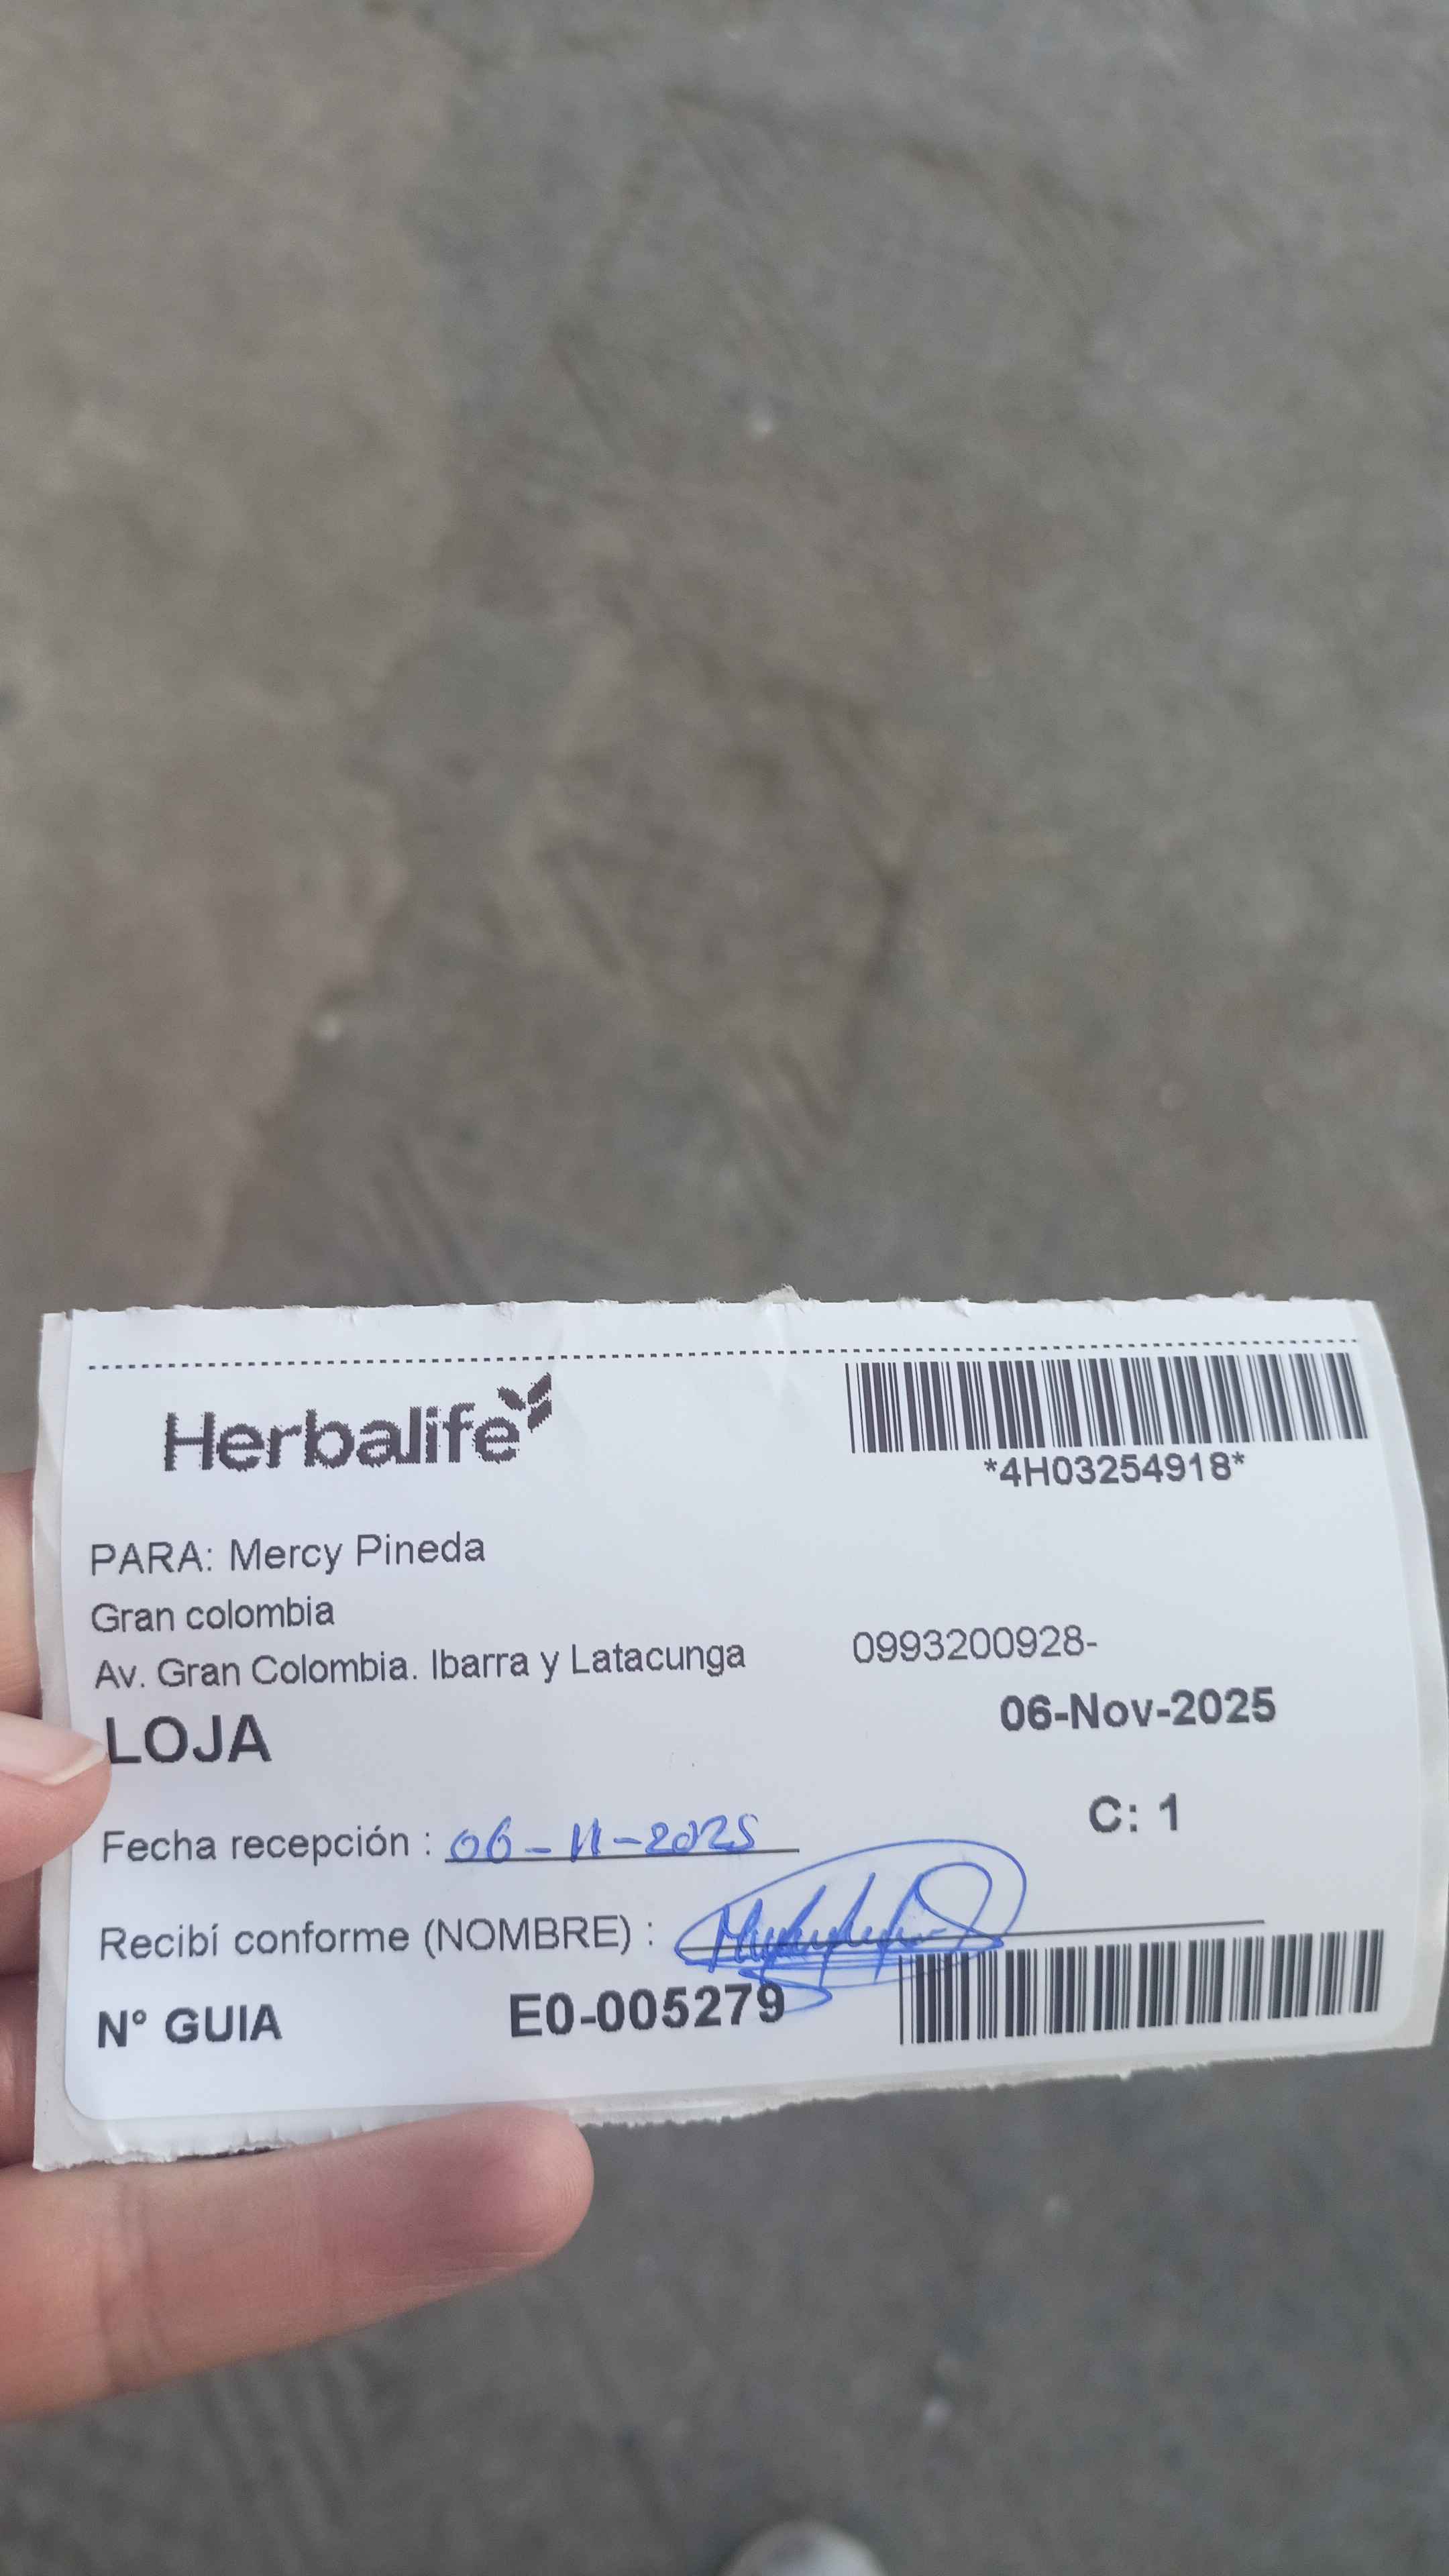 Herbalife
*4H03254918*
PARA: Mercy Pineda
Gran colombia
Av. Gran Colombia. Ibarra y Latacunga 0993200928-
LOJA 06-Nov-2025
C: 1
Fecha recepción : 06-11-2025
Recibí conforme (NOMBRE) :
N° GUIA E0-005279